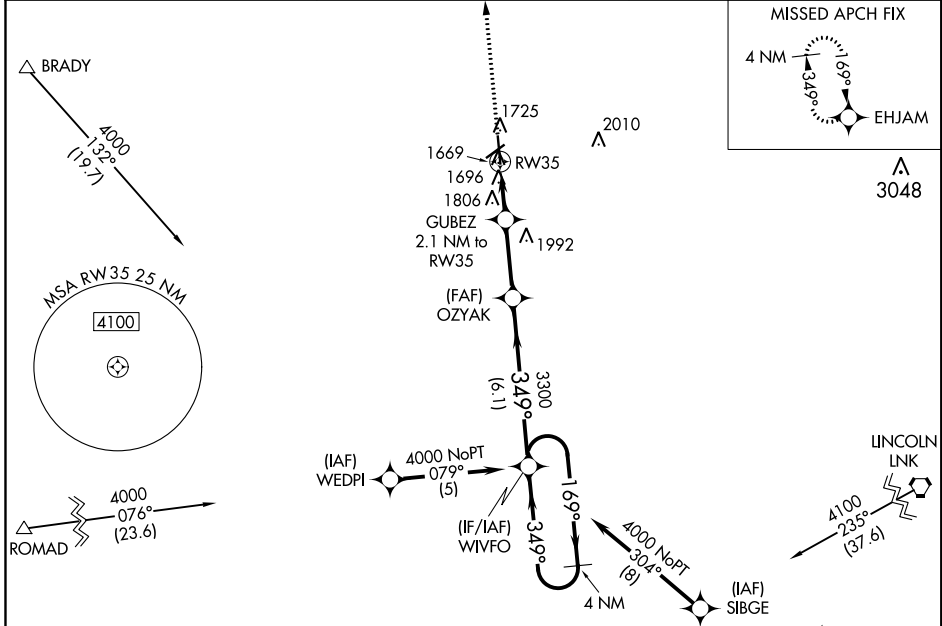 MISSED APCH FIX
4 NM
349°
169°
EHJAM
3048
BRADY
4000
132°
(19.7)
1725
2010
1669
RW35
1696
1806
GUBEZ
2.1 NM to
RW35
1992
MSA RW35 25 NM
4100
(FAF)
OZYAK
3300
349°
(6.1)
(IAF)
WEDPI
4000 NoPT
079°
(5)
(IF/IAF)
WIVFO
349°
169°
4 NM
4000
076°
(23.6)
ROMAD
LINCOLN
LNK
4100
235°
(37.6)
4000 NoPT
304°
(8)
(IAF)
SIBGE